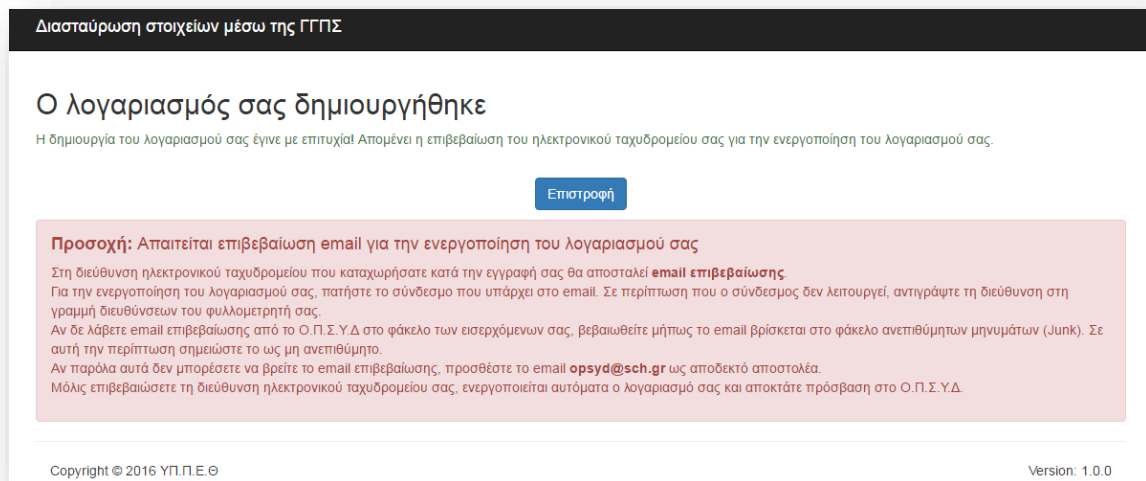 Διασταύρωση στοιχείων μέσω της ΓΓΠΣ
Ο λογαριασμός σας δημιουργήθηκε
Η δημιουργία του λογαριασμού σας έγινε με επιτυχία! Απομένει η επιβεβαίωση του ηλεκτρονικού ταχυδρομείου σας για την ενεργοποίηση του λογαριασμού σας.
Επιστροφή
Προσοχή: Απαιτείται επιβεβαίωση email για την ενεργοποίηση του λογαριασμού σας
Στη διεύθυνση ηλεκτρονικού ταχυδρομείου που καταχωρήσατε κατά την εγγραφή σας θα αποσταλεί email επιβεβαίωσης.
Για την ενεργοποίηση του λογαριασμού σας, πατήστε το σύνδεσμο που υπάρχει στο email. Σε περίπτωση που ο σύνδεσμος δεν λειτουργεί, αντιγράψτε τη διεύθυνση στη
γραμμή διευθύνσεων του φυλλομετρητή σας.
Αν δε λάβετε email επιβεβαίωσης από το Ο.Π.Σ.Υ.Δ στο φάκελο των εισερχόμενων σας, βεβαιωθείτε μήπως το email βρίσκεται στο φάκελο ανεπιθύμητων μηνυμάτων (Junk). Σε
αυτή την περίπτωση σημειώστε το ως μη ανεπιθύμητο.
Αν παρόλα αυτά δεν μπορέσετε να βρείτε το email επιβεβαίωσης, προσθέστε το email opsyd@sch.gr ως αποδεκτό αποστολέα.
Μόλις επιβεβαιώσετε τη διεύθυνση ηλεκτρονικού ταχυδρομείου σας, ενεργοποιείται αυτόματα ο λογαριασμό σας και αποκτάτε πρόσβαση στο Ο.Π.Σ.Υ.Δ.
Copyright © 2016 ΥΠ.Π.Ε.Θ
Version: 1.0.0